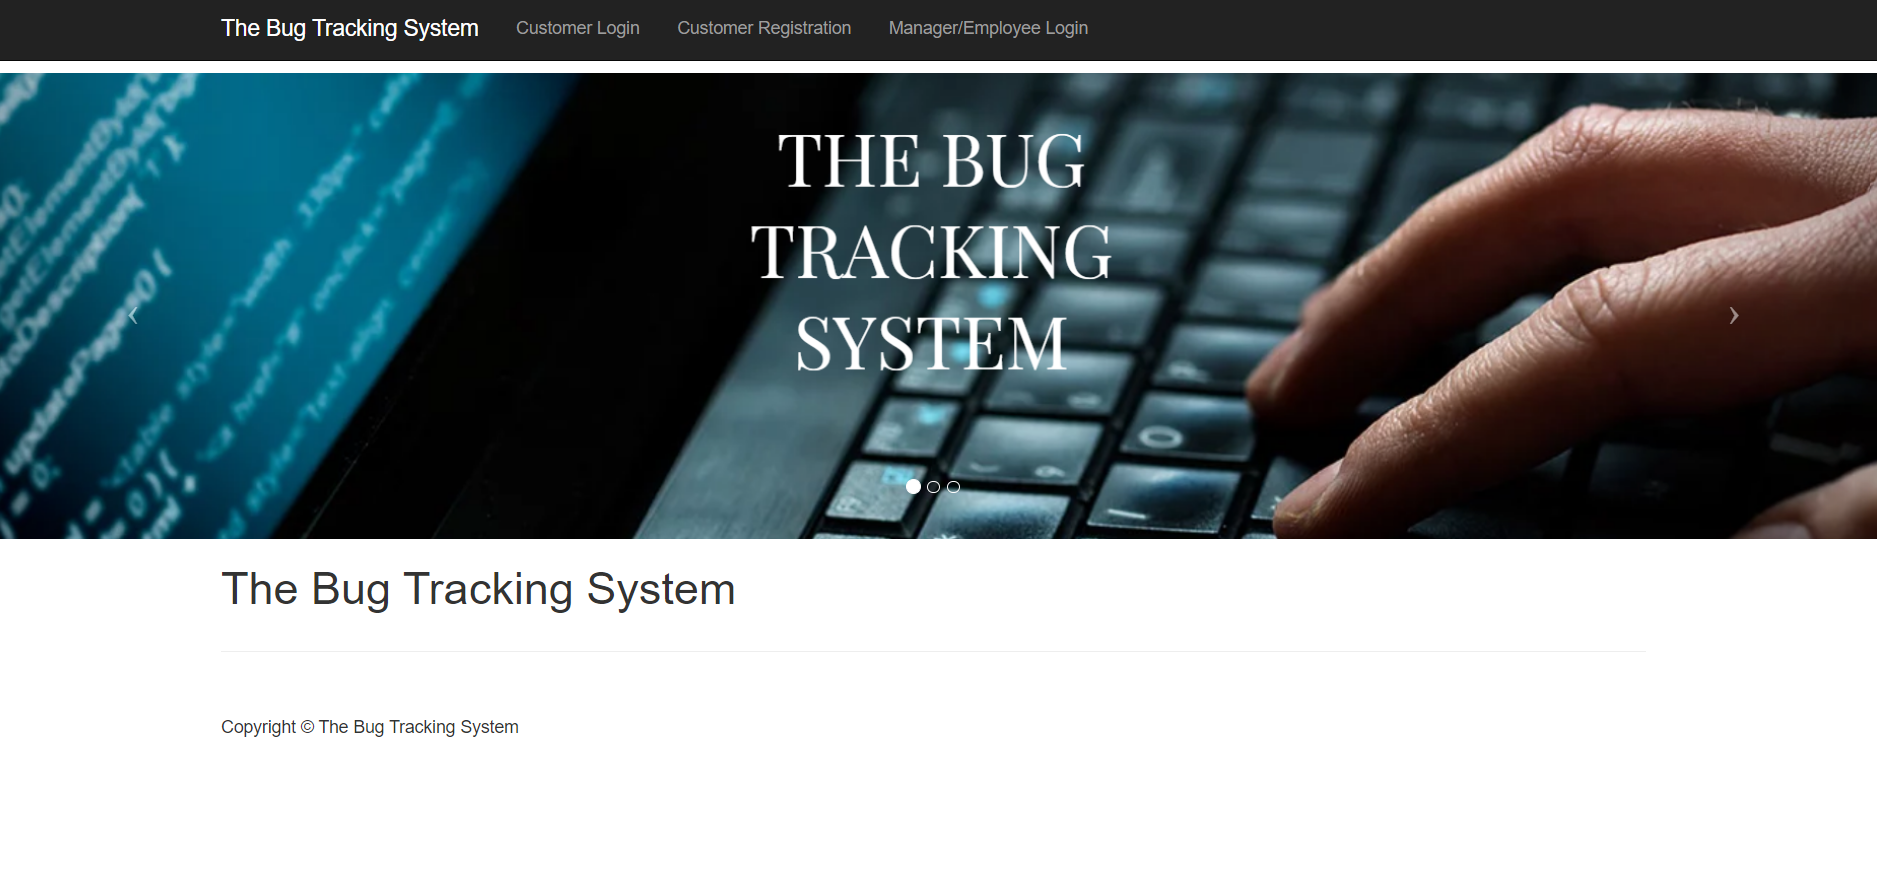 The Bug Tracking System Customer Login Customer Registration Manager/Employee Login
THE BUG
TRACKING
SYSTEM
updatePage()
The Bug Tracking System
Copyright © The Bug Tracking System